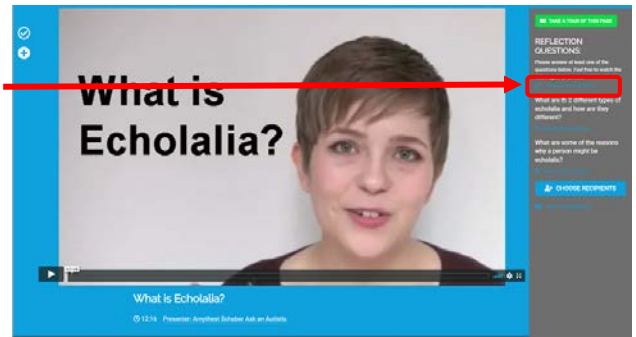 TAKE A TOUR OF THIS PAGE
REFLECTION
QUESTIONS:
Please answer at least one of the
questions below. Feel free to watch the
What are th 2 different types of
echolalia and how are they
different?
What are some of the reasons
why a person might be
echolalic?
CHOOSE RECIPIENTS
What is
Echolalia?
What is Echolalia?
12:16 Presenter: Amythest Schaber Ask an Autistic